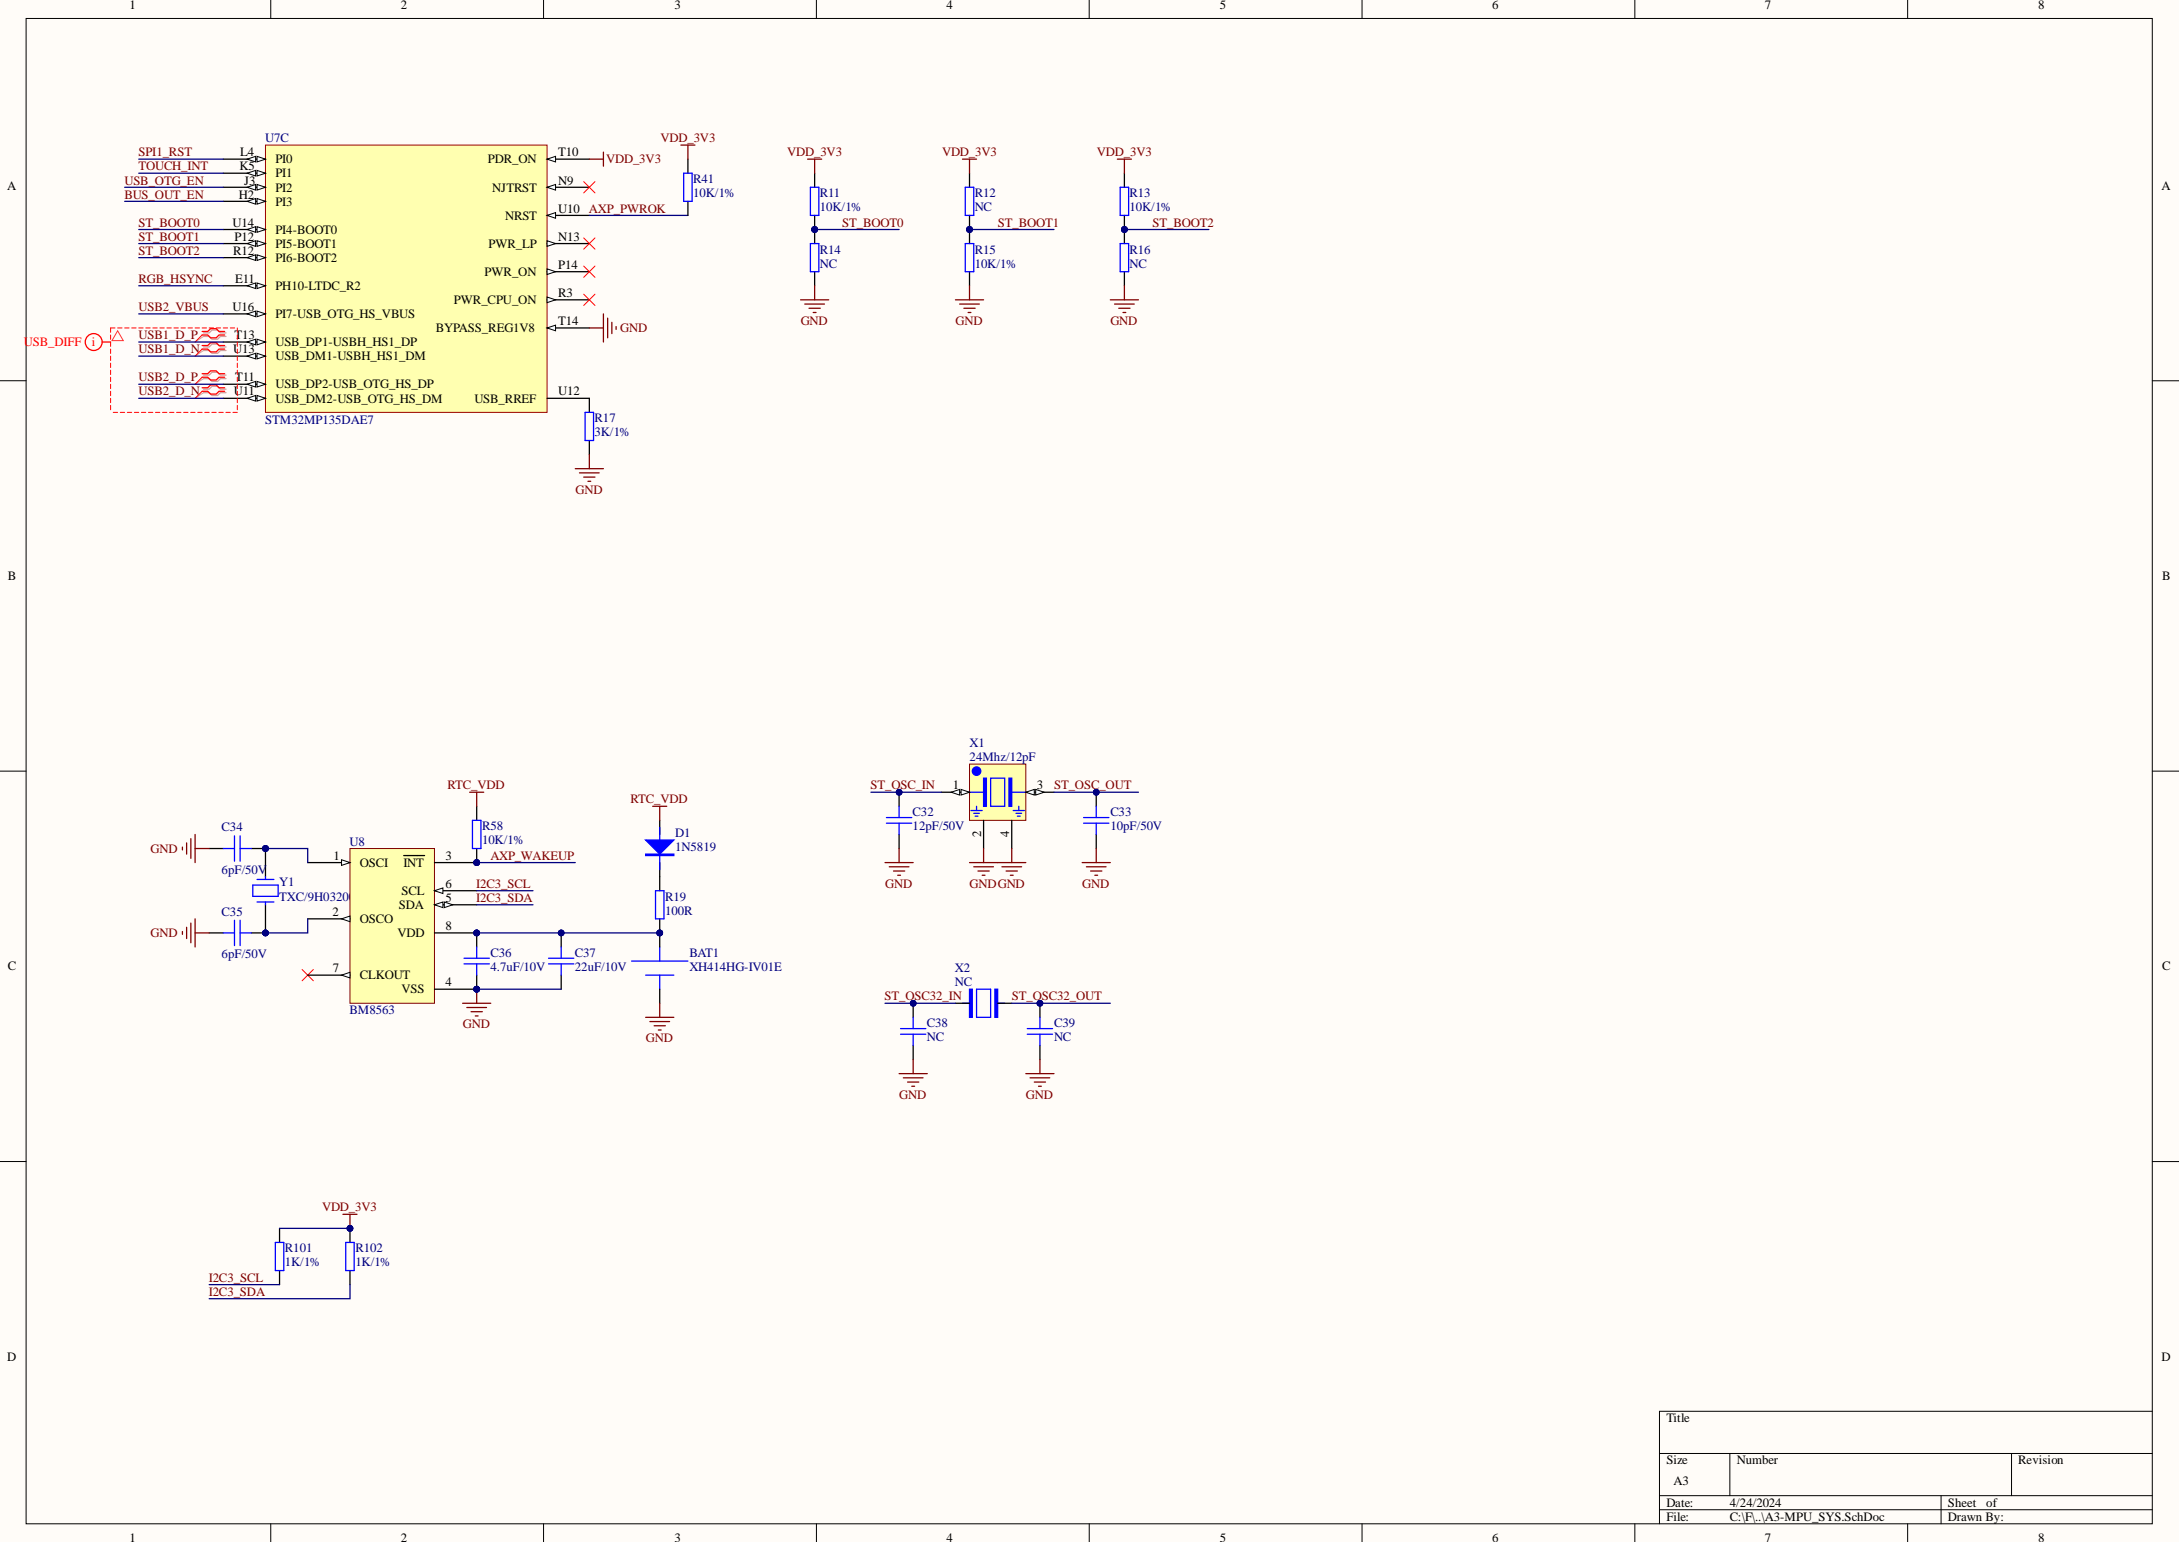 1 2 3 4 5 6 7 8
A A
B B
C C
D D
U7C
SPI1_RST L4 PI0
TOUCH_INT K5 PI1
USB_OTG_EN J3 PI2
BUS_OUT_EN H2 PI3
ST_BOOT0 U14 PI4-BOOT0
ST_BOOT1 P12 PI5-BOOT1
ST_BOOT2 R12 PI6-BOOT2
RGB_HSYNC E11 PH10-LTDC_R2
USB2_VBUS U16 PI7-USB_OTG_HS_VBUS
USB_DIFF i
USB1_D_P T13 USB_DP1-USBH_HS1_DP
USB1_D_N U13 USB_DM1-USBH_HS1_DM
USB2_D_P T11 USB_DP2-USB_OTG_HS_DP
USB2_D_N U11 USB_DM2-USB_OTG_HS_DM
STM32MP135DAE7
PDR_ON T10 VDD_3V3
NJTRST N9
NRST U10 AXP_PWROK
PWR_LP N13
PWR_ON P14
PWR_CPU_ON R3
BYPASS_REG1V8 T14 GND
USB_RREF U12
VDD_3V3
R41
10K/1%
R17
3K/1%
GND
VDD_3V3
R11
10K/1%
ST_BOOT0
R14
NC
GND
VDD_3V3
R12
NC
ST_BOOT1
R15
10K/1%
GND
VDD_3V3
R13
10K/1%
ST_BOOT2
R16
NC
GND
C34
GND
6pF/50V
Y1
TXC/9H0320
C35
GND
6pF/50V
U8
1 OSCI
2 OSCO
7 CLKOUT
INT 3 AXP_WAKEUP
SCL 6 I2C3_SCL
SDA 5 I2C3_SDA
VDD 8
VSS 4
BM8563
RTC_VDD
R58
10K/1%
RTC_VDD
D1
1N5819
R19
100R
C36
4.7uF/10V
C37
22uF/10V
BAT1
XH414HG-IV01E
GND
GND
X1
24Mhz/12pF
ST_OSC_IN 1 3 ST_OSC_OUT
C32
12pF/50V
2 4
C33
10pF/50V
GND GND GND GND
X2
NC
ST_OSC32_IN ST_OSC32_OUT
C38
NC
C39
NC
GND GND
VDD_3V3
R101
1K/1%
R102
1K/1%
I2C3_SCL
I2C3_SDA
Title
Size Number Revision
A3
Date: 4/24/2024 Sheet of
File: C:\F\..\A3-MPU_SYS.SchDoc Drawn By:
1 2 3 4 5 6 7 8